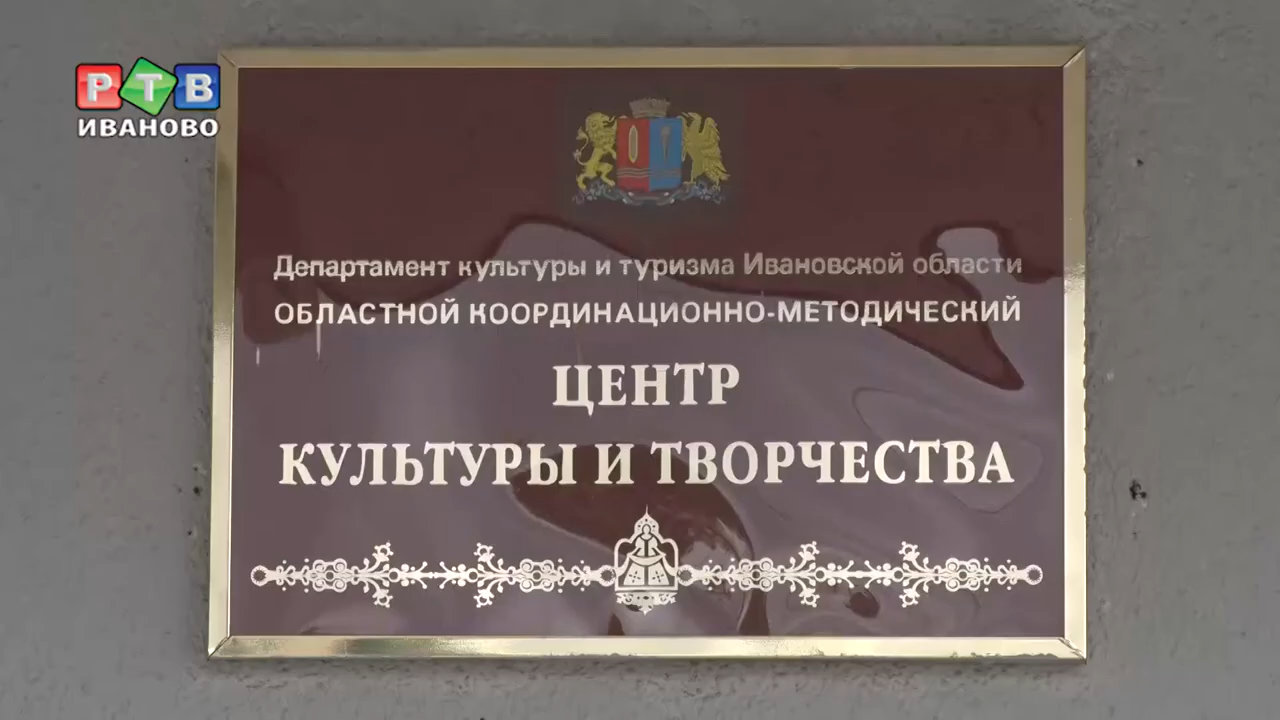 РТВ
ИВАНОВО
Департамент культуры и туризма Ивановской области
ОБЛАСТНОЙ КООРДИНАЦИОННО-МЕТОДИЧЕСКИЙ
ЦЕНТР
КУЛЬТУРЫ И ТВОРЧЕСТВА